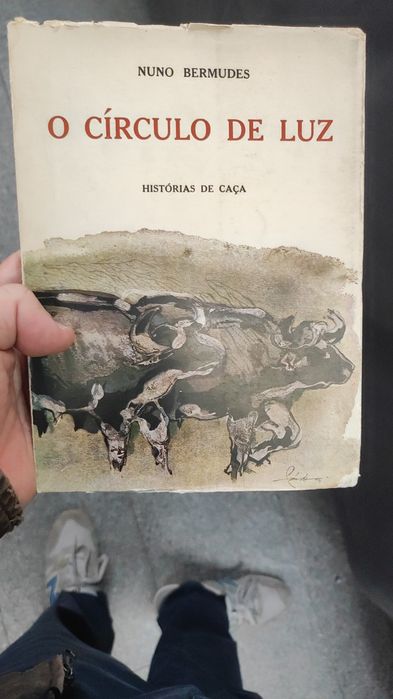 NUNO BERMUDES
O CÍRCULO DE LUZ
HISTÓRIAS DE CAÇA